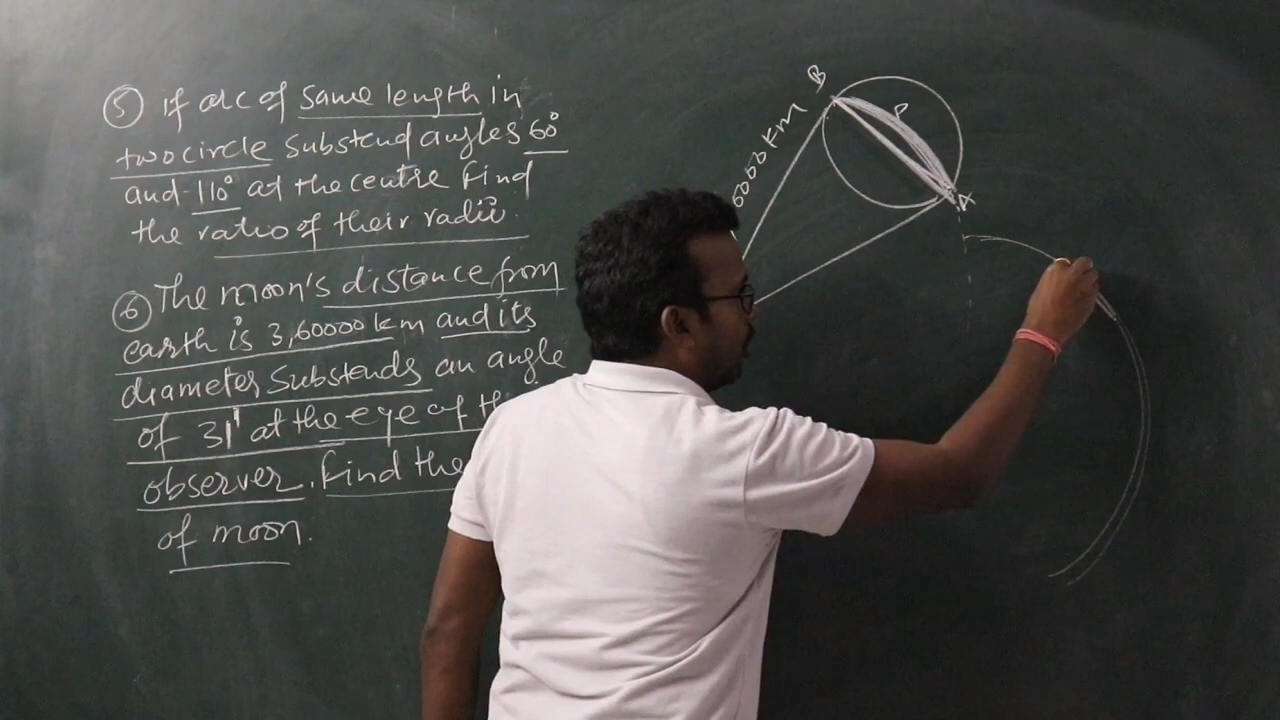 5 If arc of same length in
two circle substend angles 60°
and 110° at the centre find
the ratio of their radii.
6 The moon's distance from
earth is 3,60000 km and its
diameter substends an angle
of 31' at the eye of
observer. find the
of moon.
B
P
A
0000 km